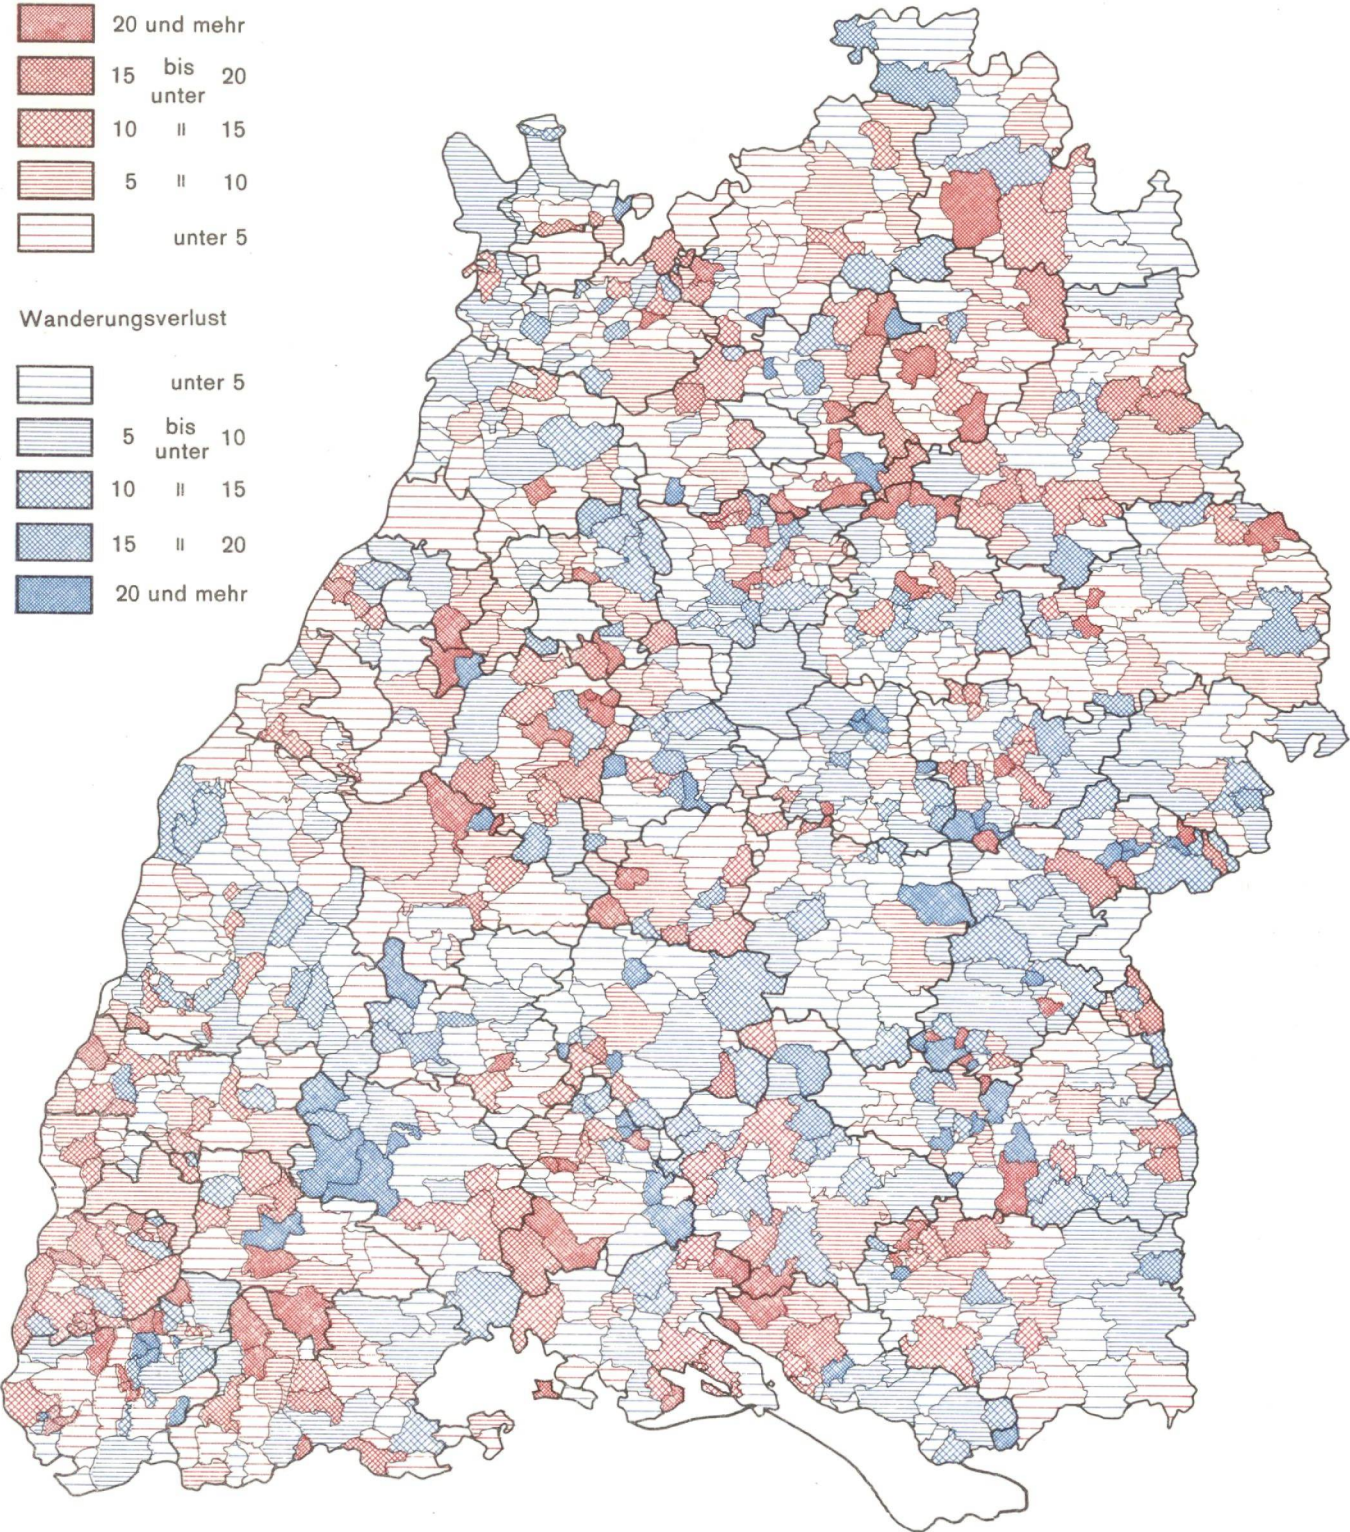 20 und mehr
15 bis unter 20
10 " 15
5 " 10
unter 5
Wanderungsverlust
unter 5
5 bis unter 10
10 " 15
15 " 20
20 und mehr